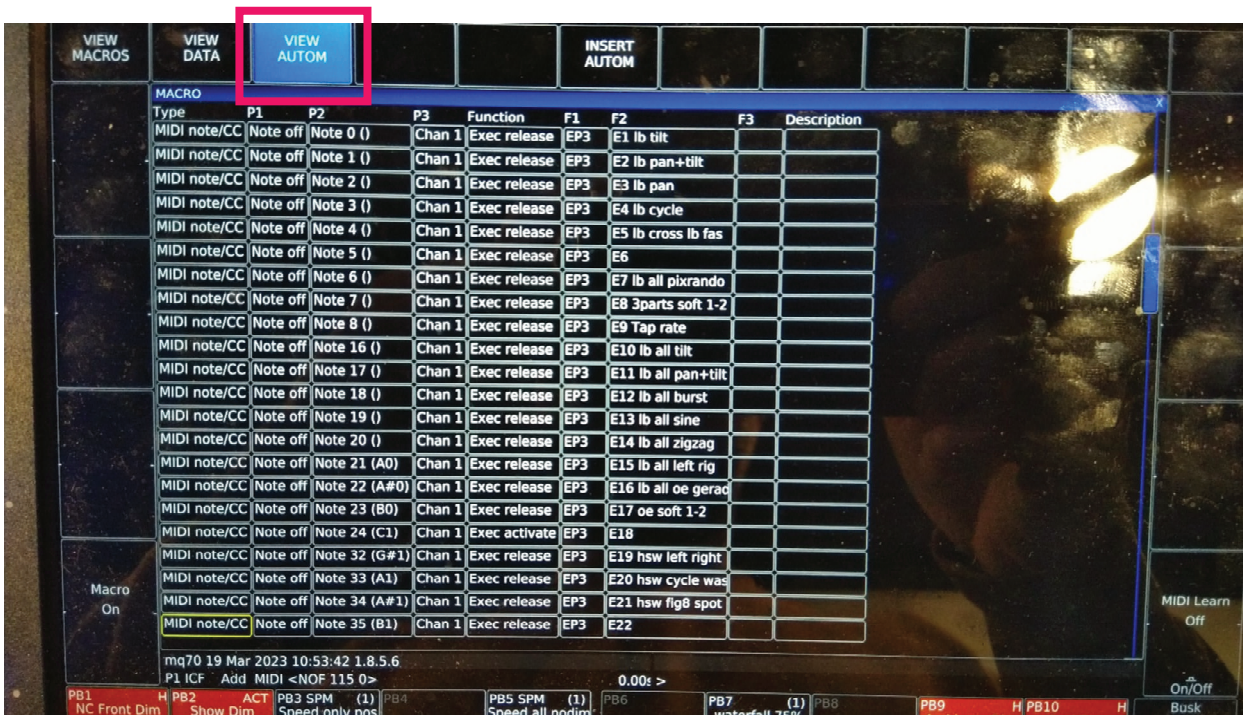 VIEW MACROS VIEW DATA VIEW AUTOM INSERT AUTOM
MACRO X
Type P1 P2 P3 Function F1 F2 F3 Description
MIDI note/CC Note off Note 0 () Chan 1 Exec release EP3 E1 lb tilt
MIDI note/CC Note off Note 1 () Chan 1 Exec release EP3 E2 lb pan+tilt
MIDI note/CC Note off Note 2 () Chan 1 Exec release EP3 E3 lb pan
MIDI note/CC Note off Note 3 () Chan 1 Exec release EP3 E4 lb cycle
MIDI note/CC Note off Note 4 () Chan 1 Exec release EP3 E5 lb cross lb fas
MIDI note/CC Note off Note 5 () Chan 1 Exec release EP3 E6
MIDI note/CC Note off Note 6 () Chan 1 Exec release EP3 E7 lb all pixrando
MIDI note/CC Note off Note 7 () Chan 1 Exec release EP3 E8 3parts soft 1-2
MIDI note/CC Note off Note 8 () Chan 1 Exec release EP3 E9 Tap rate
MIDI note/CC Note off Note 16 () Chan 1 Exec release EP3 E10 lb all tilt
MIDI note/CC Note off Note 17 () Chan 1 Exec release EP3 E11 lb all pan+tilt
MIDI note/CC Note off Note 18 () Chan 1 Exec release EP3 E12 lb all burst
MIDI note/CC Note off Note 19 () Chan 1 Exec release EP3 E13 lb all sine
MIDI note/CC Note off Note 20 () Chan 1 Exec release EP3 E14 lb all zigzag
MIDI note/CC Note off Note 21 (A0) Chan 1 Exec release EP3 E15 lb all left rig
MIDI note/CC Note off Note 22 (A#0) Chan 1 Exec release EP3 E16 lb all oe gerad
MIDI note/CC Note off Note 23 (B0) Chan 1 Exec release EP3 E17 oe soft 1-2
MIDI note/CC Note off Note 24 (C1) Chan 1 Exec activate EP3 E18
MIDI note/CC Note off Note 32 (G#1) Chan 1 Exec release EP3 E19 hsw left right
MIDI note/CC Note off Note 33 (A1) Chan 1 Exec release EP3 E20 hsw cycle was
MIDI note/CC Note off Note 34 (A#1) Chan 1 Exec release EP3 E21 hsw fig8 spot
MIDI note/CC Note off Note 35 (B1) Chan 1 Exec release EP3 E22
Macro On
MIDI Learn Off
mq70 19 Mar 2023 10:53:42 1.8.5.6
P1 ICF Add MIDI <NOF 115 0> 0.00s >
On/Off
PB1 H PB2 ACT PB3 SPM (1) PB4 PB5 SPM (1) PB6 PB7 (1) PB8 PB9 H PB10 H Busk
NC Front Dim Show Dim Speed only pos Speed all nodim waterfall 75%